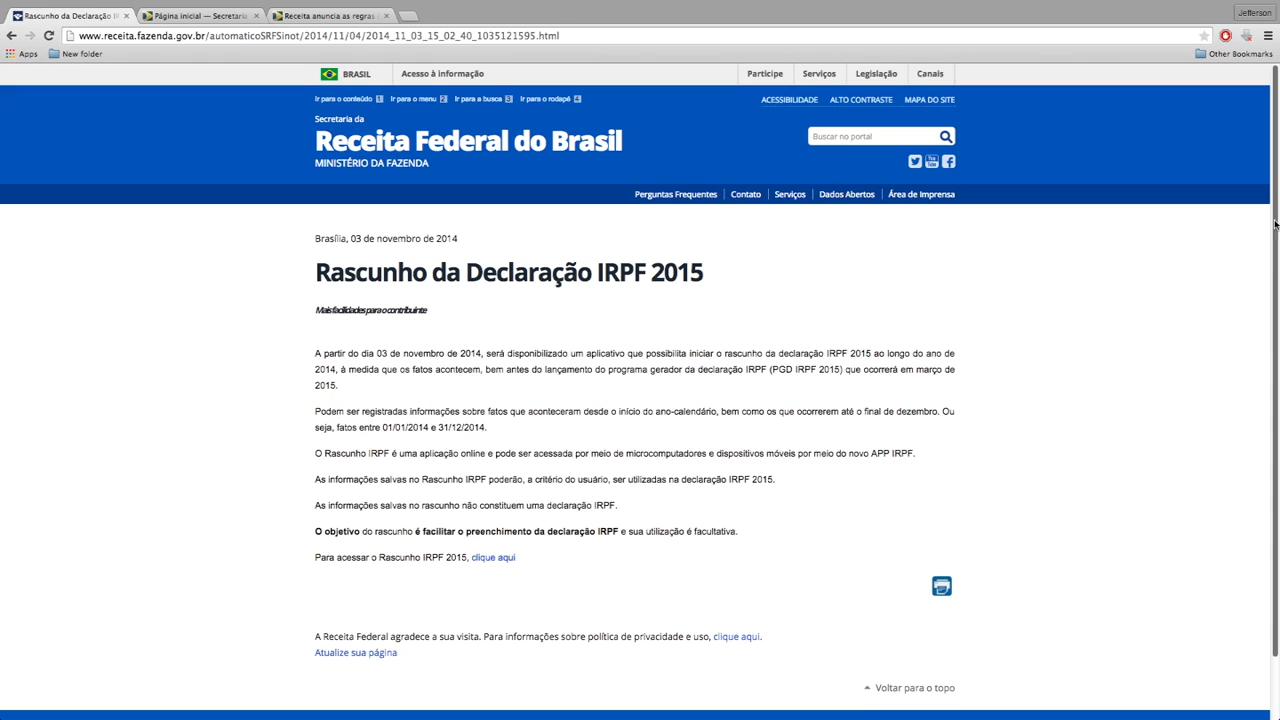 Jefferson
Rascunho da Declaração I
Página inicial — Secretaria
Receita anuncia as regras
www.receita.fazenda.gov.br/automaticoSRFSinot/2014/11/04/2014_11_03_15_02_40_1035121595.html
Apps New folder Other Bookmarks
BRASIL Acesso à informação Participe Serviços Legislação Canais
Ir para o conteúdo 1 Ir para o menu 2 Ir para a busca 3 Ir para o rodapé 4 ACESSIBILIDADE ALTO CONTRASTE MAPA DO SITE
Secretaria da
Receita Federal do Brasil
Buscar no portal
MINISTÉRIO DA FAZENDA
Perguntas Frequentes Contato Serviços Dados Abertos Área de Imprensa
Brasília, 03 de novembro de 2014
Rascunho da Declaração IRPF 2015
Mais facilidades para o contribuinte
A partir do dia 03 de novembro de 2014, será disponibilizado um aplicativo que possibilita iniciar o rascunho da declaração IRPF 2015 ao longo do ano de
2014, à medida que os fatos acontecem, bem antes do lançamento do programa gerador da declaração IRPF (PGD IRPF 2015) que ocorrerá em março de
2015.
Podem ser registradas informações sobre fatos que aconteceram desde o início do ano-calendário, bem como os que ocorrerem até o final de dezembro. Ou
seja, fatos entre 01/01/2014 e 31/12/2014.
O Rascunho IRPF é uma aplicação online e pode ser acessada por meio de microcomputadores e dispositivos móveis por meio do novo APP IRPF.
As informações salvas no Rascunho IRPF poderão, a critério do usuário, ser utilizadas na declaração IRPF 2015.
As informações salvas no rascunho não constituem uma declaração IRPF.
O objetivo do rascunho é facilitar o preenchimento da declaração IRPF e sua utilização é facultativa.
Para acessar o Rascunho IRPF 2015, clique aqui
A Receita Federal agradece a sua visita. Para informações sobre política de privacidade e uso, clique aqui.
Atualize sua página
Voltar para o topo